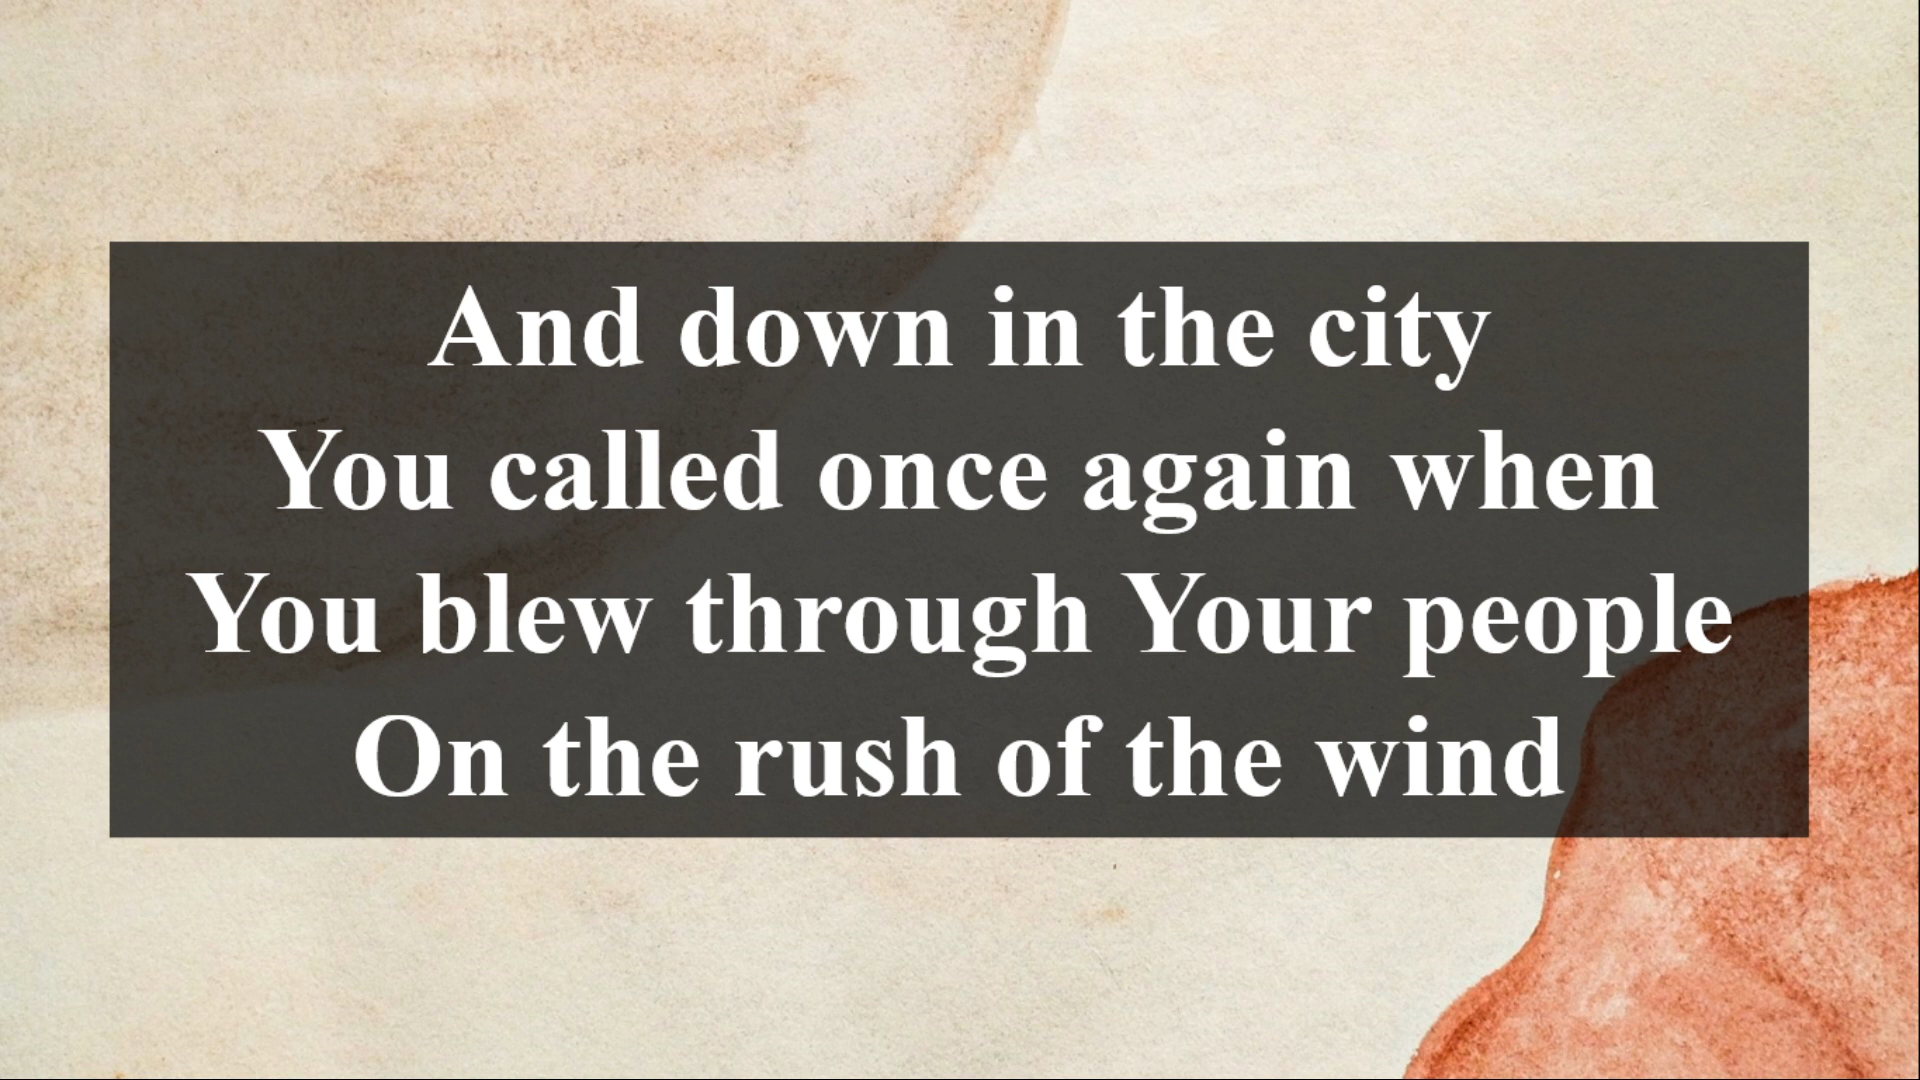 And down in the city
You called once again when
You blew through Your people
On the rush of the wind